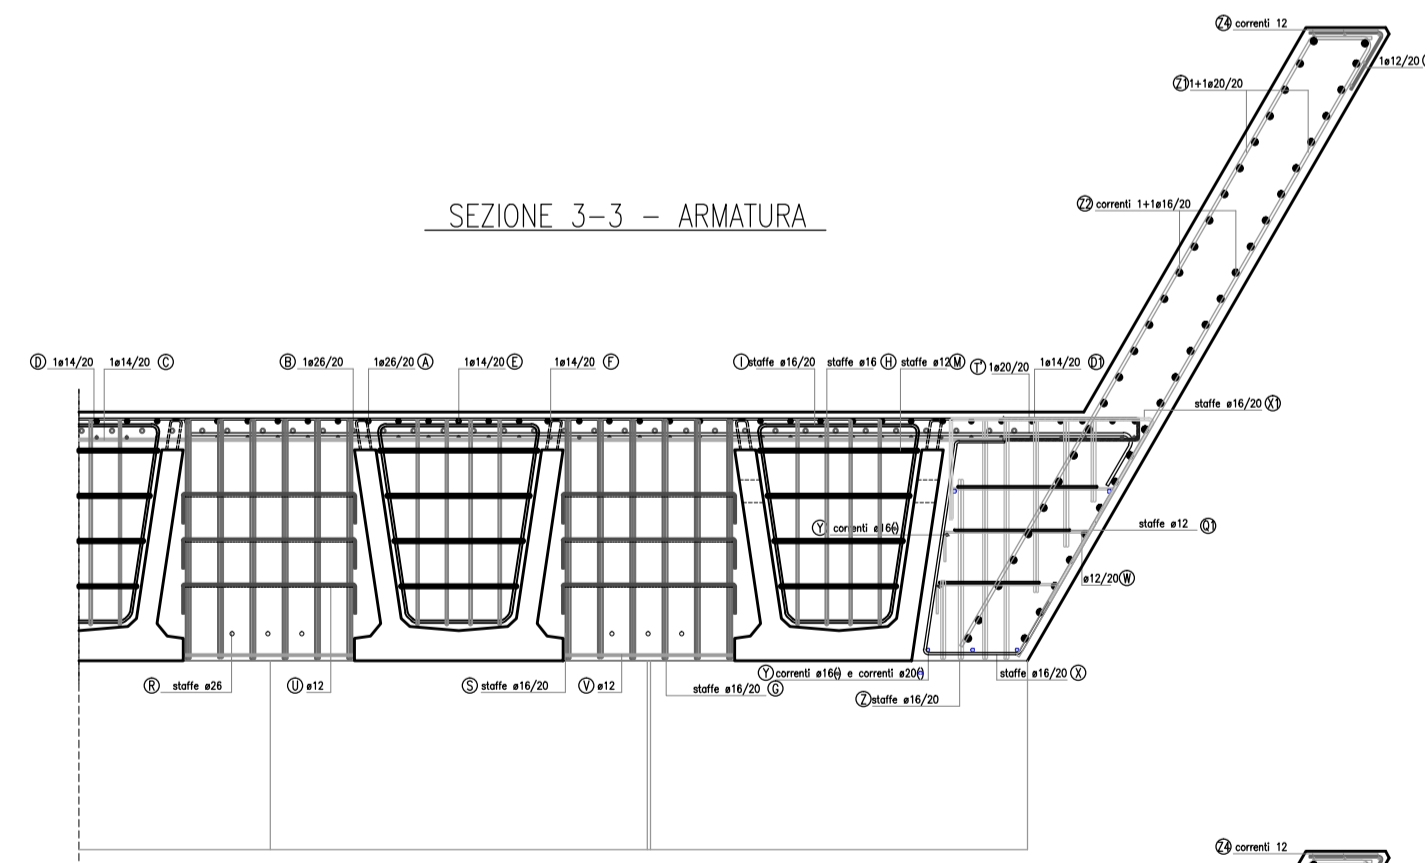 Z4 correnti 12
1ø12/20
Z1 1+1ø20/20
Z2 correnti 1+1ø16/20
SEZIONE 3-3 - ARMATURA
D 1ø14/20 1ø14/20 C B 1ø26/20 1ø26/20 A 1ø14/20 E 1ø14/20 F I staffe ø16/20 staffe ø16 H staffe ø12 M T' 1ø20/20 1ø14/20 D1
staffe ø16/20 X1
Y correnti ø16
staffe ø12 Q1
ø12/20 W
R staffe ø26 U ø12 S staffe ø16/20 V ø12 staffe ø16/20 G
Y correnti ø16 e correnti ø20 staffe ø16/20 X
Z staffe ø16/20
Z4 correnti 12